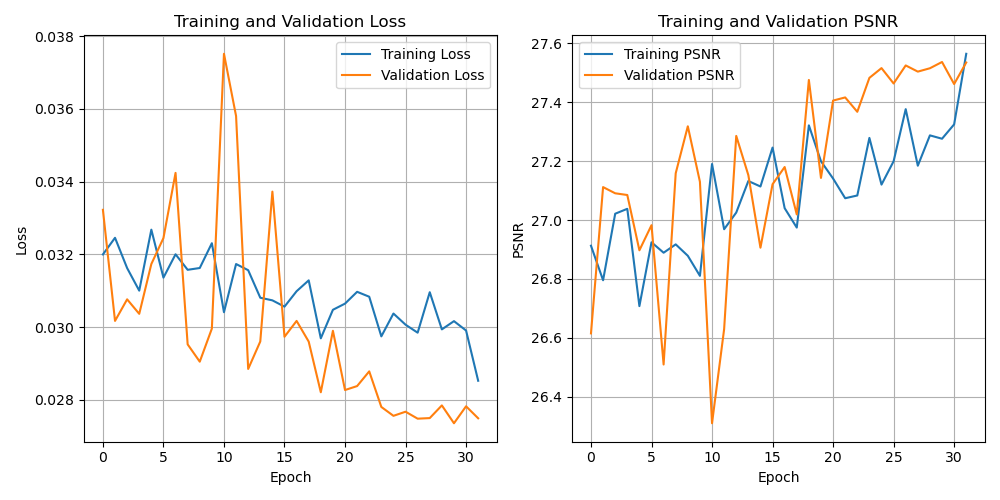 Training and Validation Loss
Training Loss
Validation Loss
0.038
0.036
0.034
0.032
0.030
0.028
Loss
0 5 10 15 20 25 30
Epoch
Training and Validation PSNR
Training PSNR
Validation PSNR
27.6
27.4
27.2
27.0
26.8
26.6
26.4
PSNR
0 5 10 15 20 25 30
Epoch